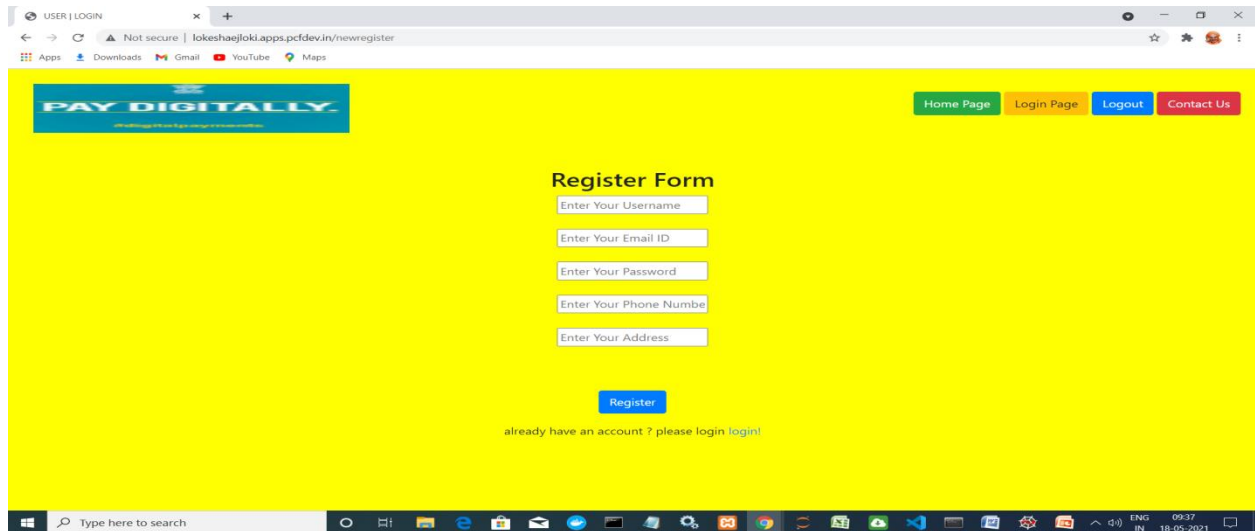 USER | LOGIN
Not secure | lokeshaejloki.apps.pcfdev.in/newregister
Apps Downloads Gmail YouTube Maps
PAY DIGITALLY.
#digitalpayments
Home Page Login Page Logout Contact Us
Register Form
Enter Your Username
Enter Your Email ID
Enter Your Password
Enter Your Phone Numbe
Enter Your Address
Register
already have an account ? please login login!
Type here to search
ENG 09:37
IN 18-05-2021